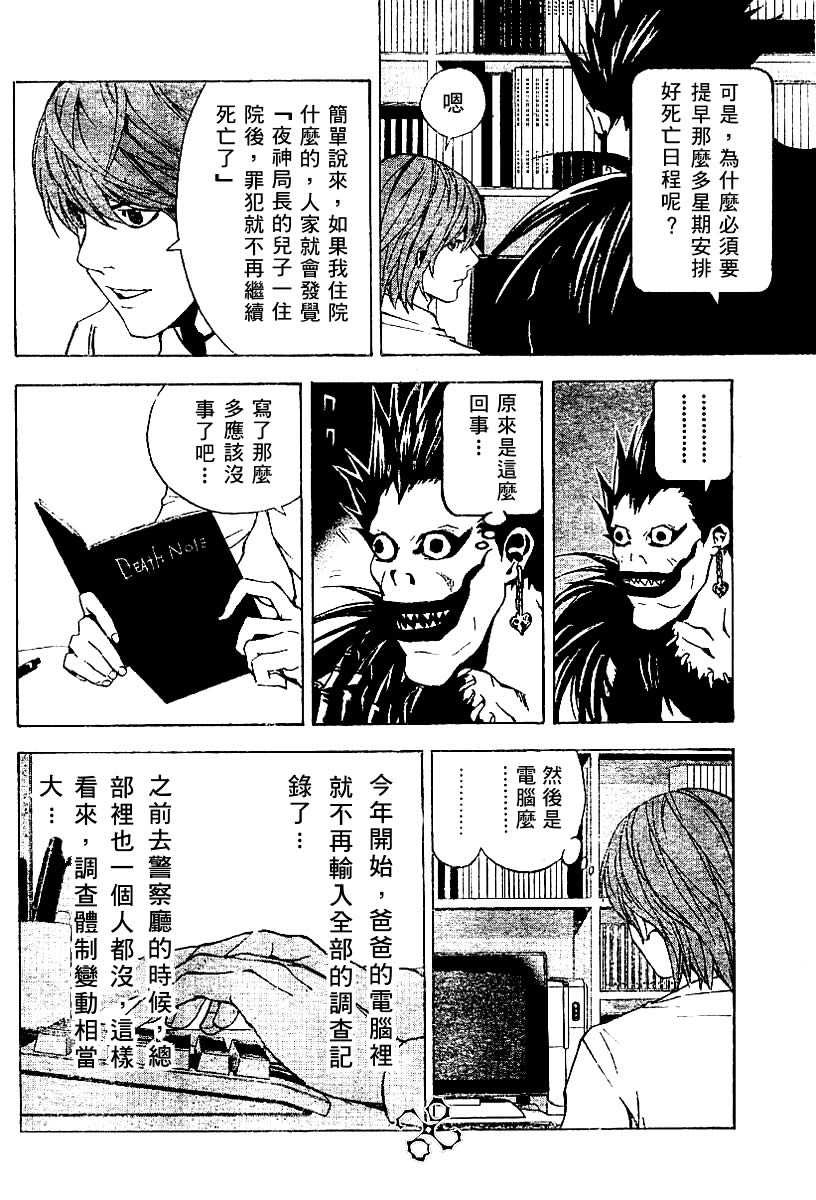 可是，為什麼必須要
提早那麼多星期安排
好死亡日程呢？
嗯
簡單說來，如果我住院
什麼的，人家就會發覺
『夜神局長的兒子一住
院後，罪犯就不再繼續
死亡了』
………
………
原來是這麼
回事…
寫了那麼
多應該沒
事了吧…
DEATH NOTE
然後是
電腦麼
………
………
今年開始，爸爸的電腦裡
就不再輸入全部的調查記
錄了…
之前去警察廳的時候，總
部裡也一個人都沒，這樣
看來，調查體制變動相當
大…